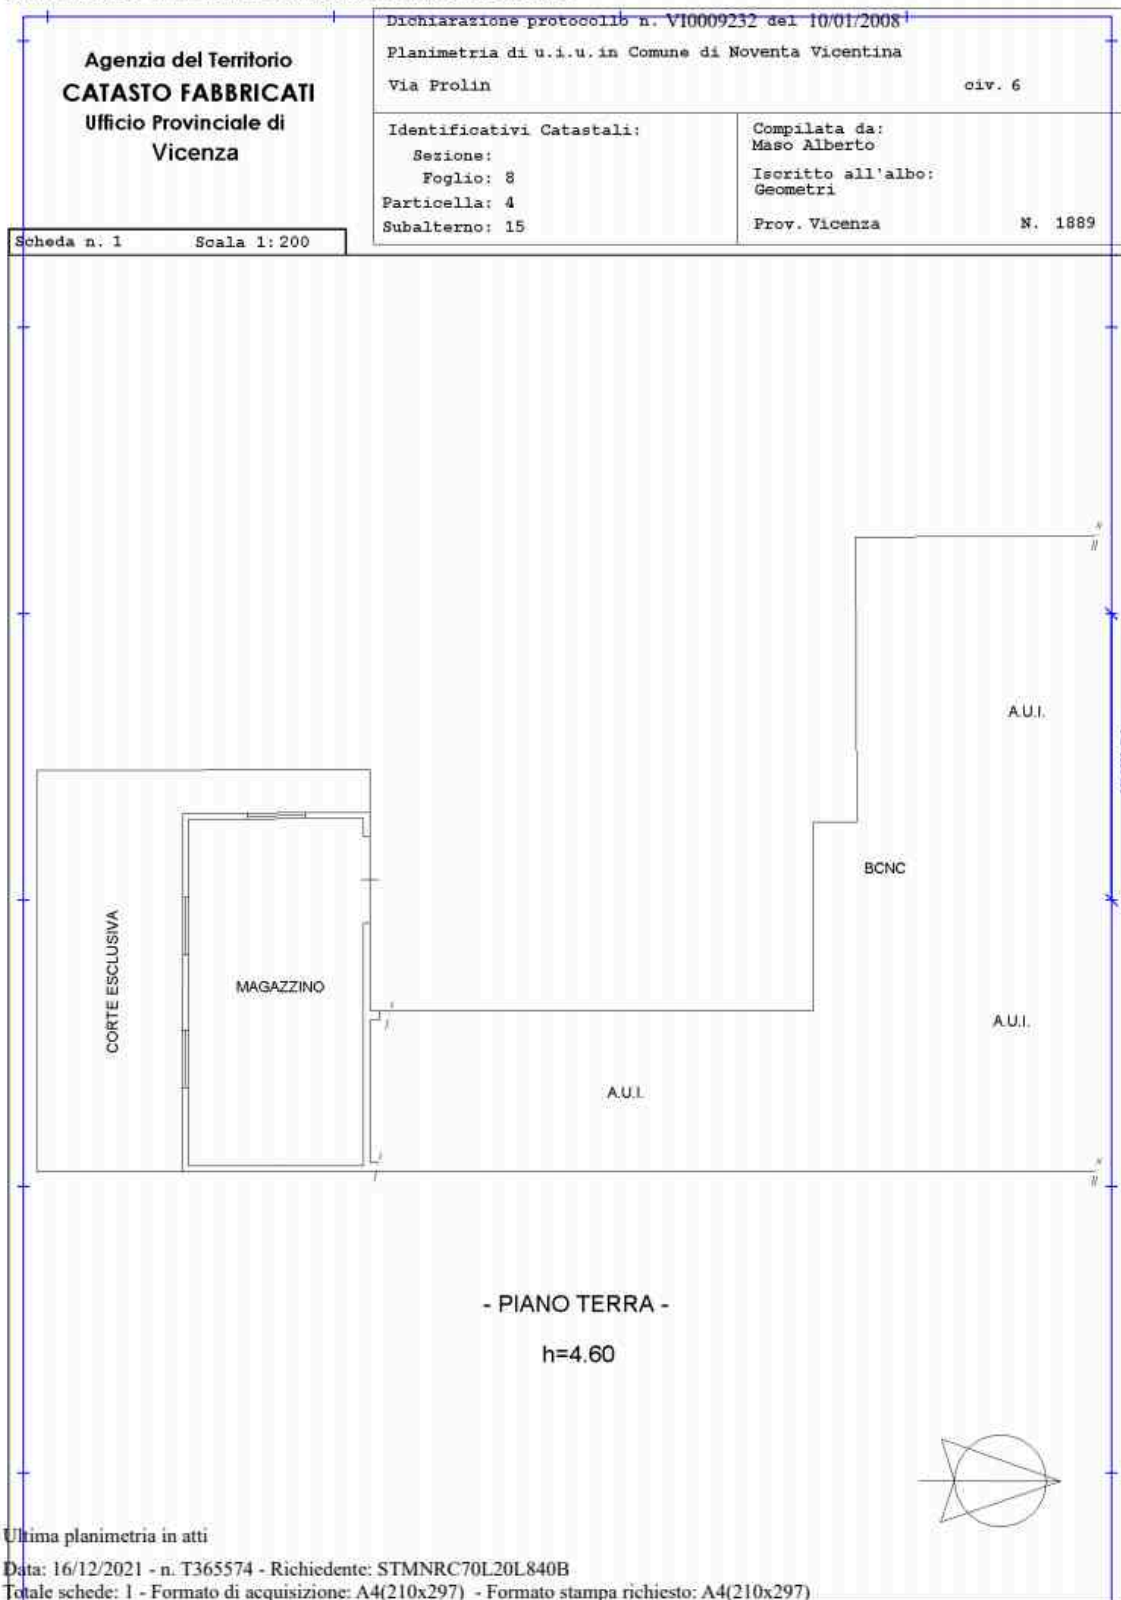 Agenzia del Territorio
CATASTO FABBRICATI
Ufficio Provinciale di
Vicenza
Dichiarazione protocollo n. VI0009232 del 10/01/2008
Planimetria di u.i.u. in Comune di Noventa Vicentina
Via Prolin civ. 6
Identificativi Catastali:
Sezione:
Foglio: 8
Particella: 4
Subalterno: 15
Compilata da:
Maso Alberto
Iscritto all'albo:
Geometri
Prov. Vicenza N. 1889
Scheda n. 1 Scala 1:200
A.U.I.
BCNC
CORTE ESCLUSIVA
MAGAZZINO
A.U.I.
A.U.I.
- PIANO TERRA -
h=4.60
Ultima planimetria in atti
Data: 16/12/2021 - n. T365574 - Richiedente: STMNRC70L20L840B
Totale schede: 1 - Formato di acquisizione: A4(210x297) - Formato stampa richiesto: A4(210x297)